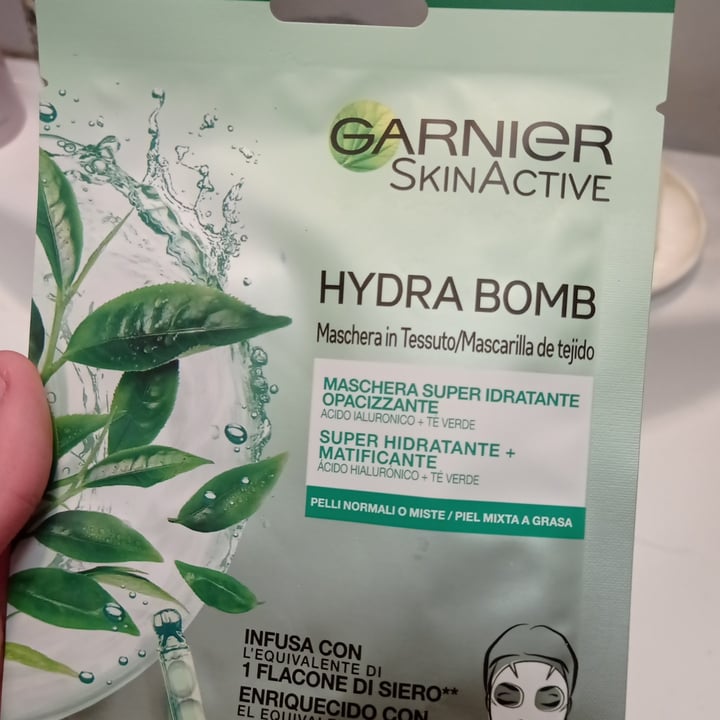 GARNIER
SKINACTIVE
HYDRA BOMB
Maschera in Tessuto/Mascarilla de tejido
MASCHERA SUPER IDRATANTE
OPACIZZANTE
ACIDO IALURONICO + TE VERDE
SUPER HIDRATANTE +
MATIFICANTE
ÁCIDO HIALURÓNICO + TÉ VERDE
PELLI NORMALI O MISTE / PIEL MIXTA A GRASA
INFUSA CON
L'EQUIVALENTE DI
1 FLACONE DI SIERO**
ENRIQUECIDO CON